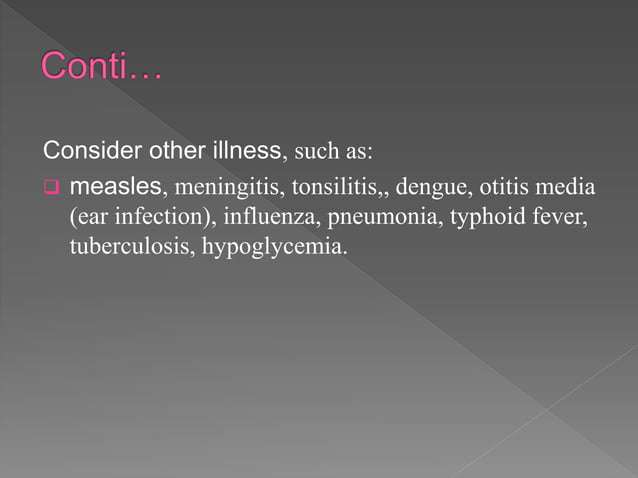 Conti…
Consider other illness, such as:
measles, meningitis, tonsilitis,, dengue, otitis media
(ear infection), influenza, pneumonia, typhoid fever,
tuberculosis, hypoglycemia.